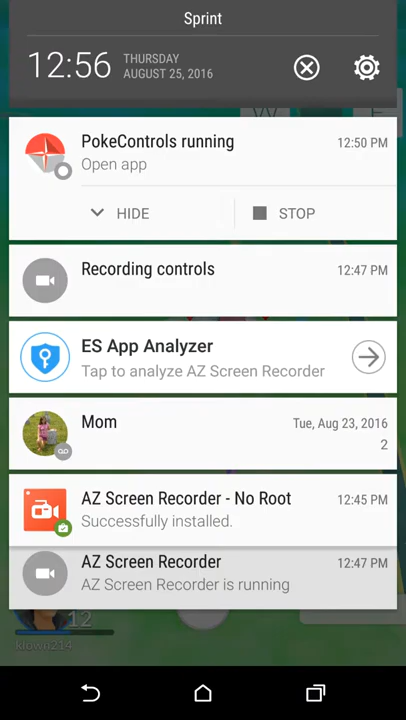 Sprint
12:56
THURSDAY
AUGUST 25, 2016
W E
PokeControls running 12:50 PM
Open app
HIDE STOP
Recording controls 12:47 PM
ES App Analyzer
Tap to analyze AZ Screen Recorder
Mom Tue, Aug 23, 2016
2
AZ Screen Recorder - No Root 12:45 PM
Successfully installed.
AZ Screen Recorder 12:47 PM
AZ Screen Recorder is running
12
klown214